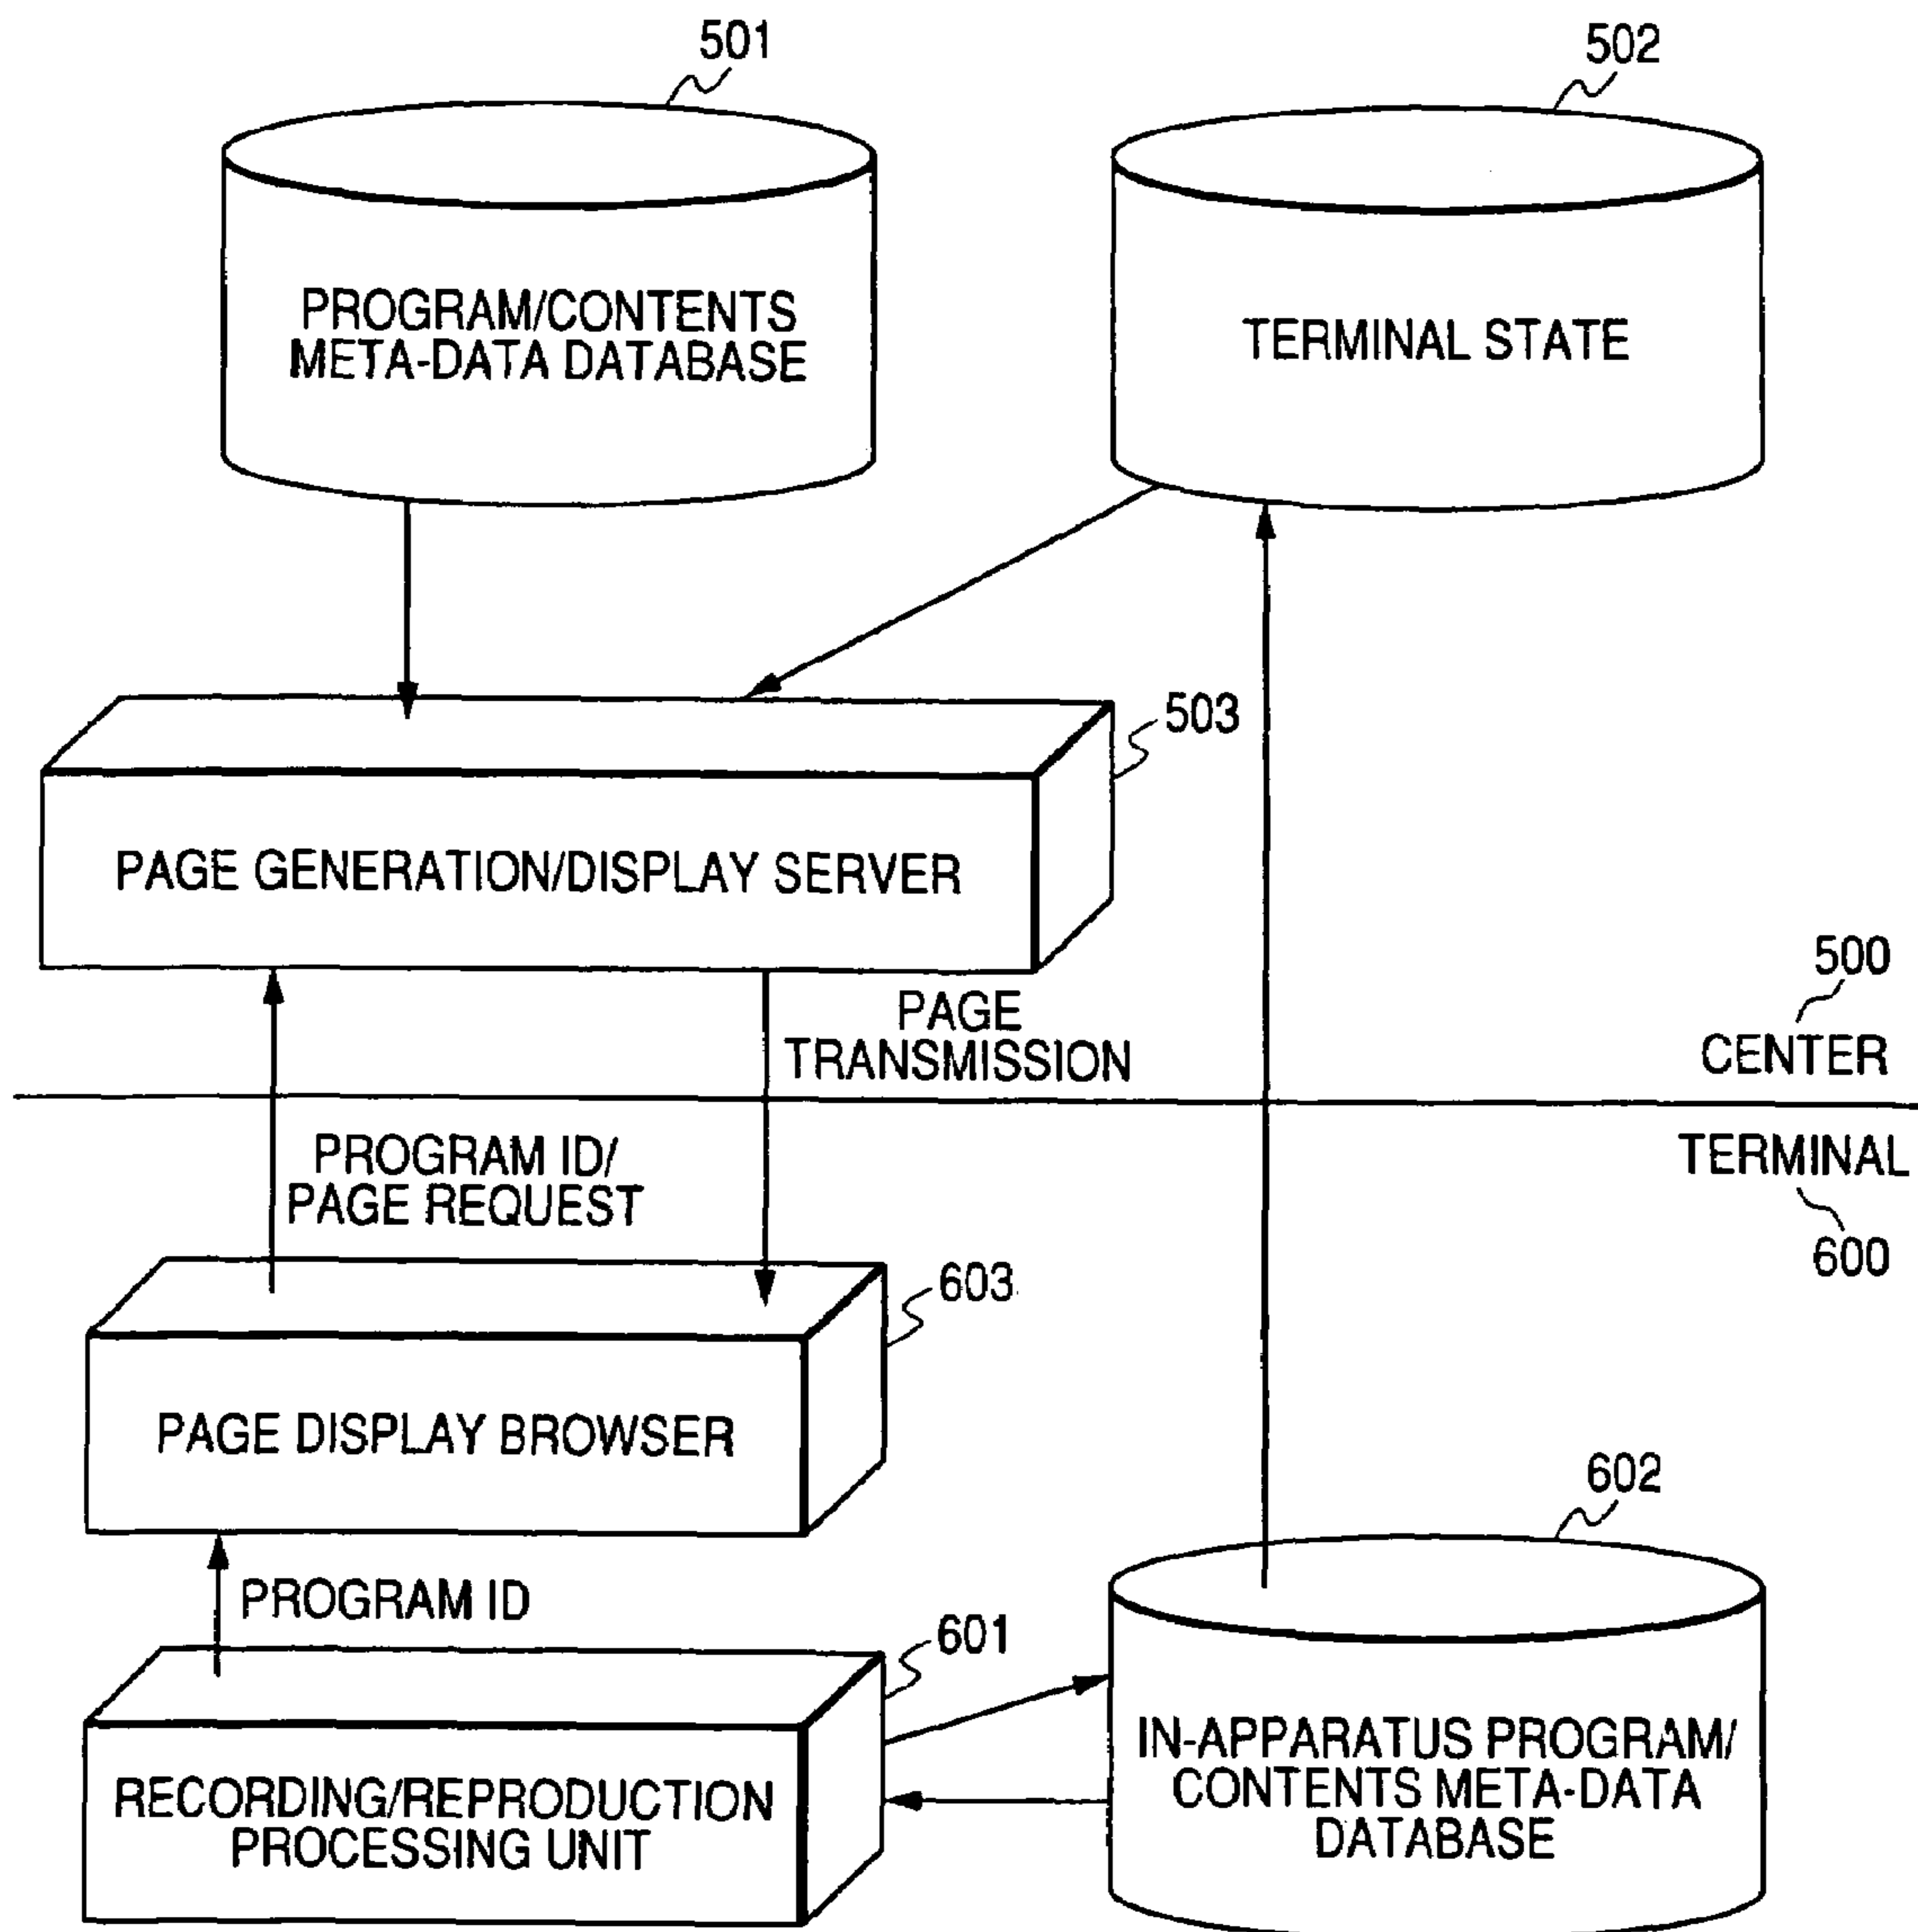 501
502
PROGRAM/CONTENTS
META-DATA DATABASE
TERMINAL STATE
503
PAGE GENERATION/DISPLAY SERVER
500
CENTER
PAGE
TRANSMISSION
TERMINAL
600
PROGRAM ID/
PAGE REQUEST
603
PAGE DISPLAY BROWSER
602
PROGRAM ID
601
RECORDING/REPRODUCTION
PROCESSING UNIT
IN-APPARATUS PROGRAM/
CONTENTS META-DATA
DATABASE